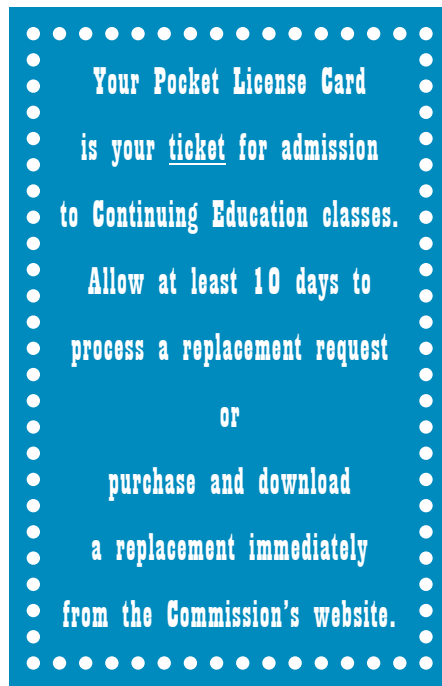 Your Pocket License Card
is your ticket for admission
to Continuing Education classes.
Allow at least 10 days to
process a replacement request
or
purchase and download
a replacement immediately
from the Commission's website.